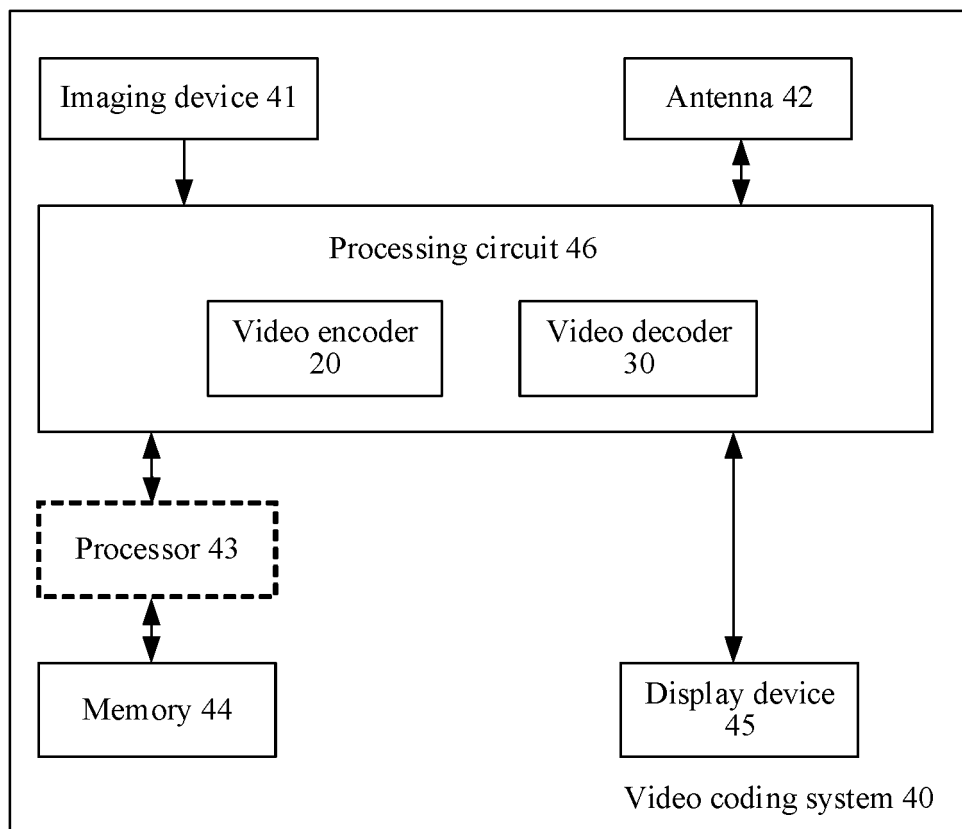 Imaging device 41
Antenna 42
Processing circuit 46
Video encoder
20
Video decoder
30
Processor 43
Memory 44
Display device
45
Video coding system 40